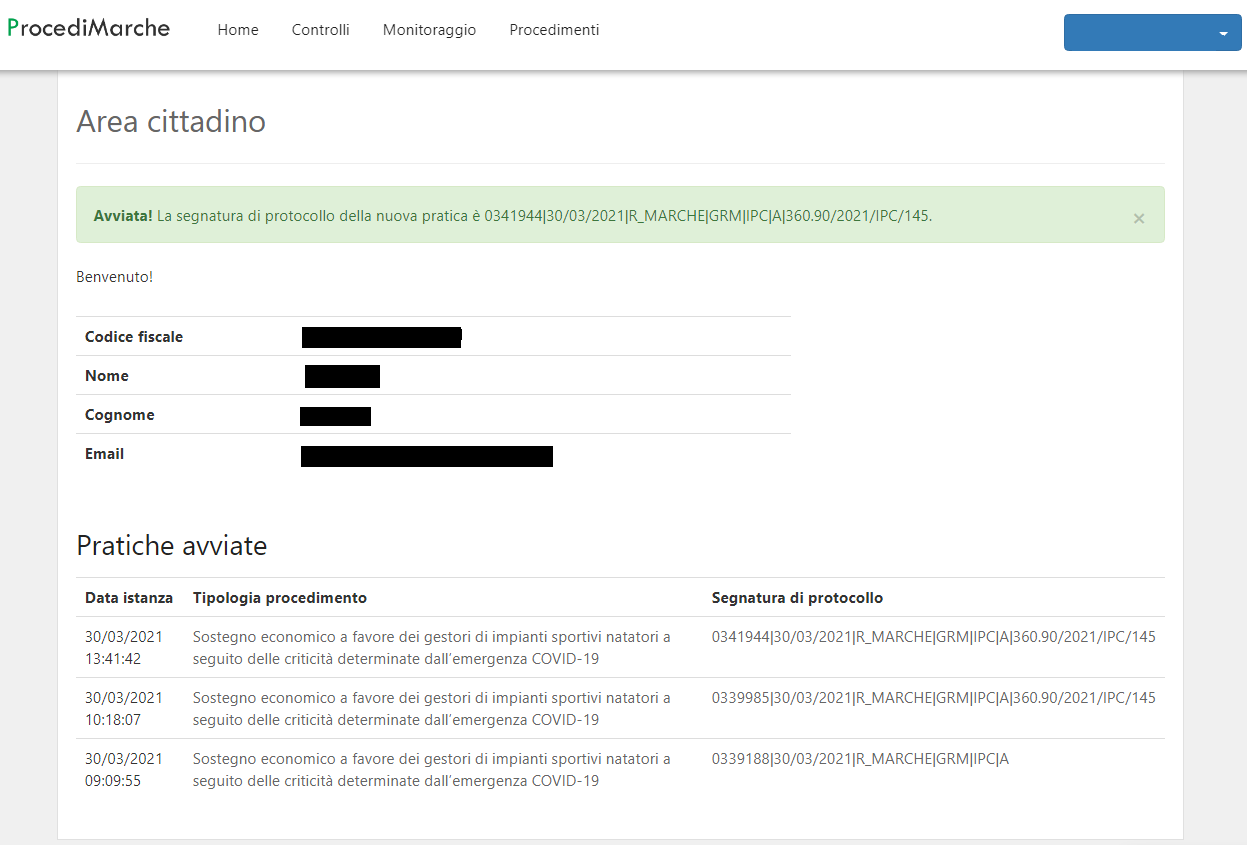 ProcediMarche Home Controlli Monitoraggio Procedimenti
Area cittadino
Avviata! La segnatura di protocollo della nuova pratica è 0341944|30/03/2021|R_MARCHE|GRM|IPC|A|360.90/2021/IPC/145.
×
Benvenuto!
Codice fiscale
Nome
Cognome
Email
Pratiche avviate
Data istanza Tipologia procedimento Segnatura di protocollo
30/03/2021 Sostegno economico a favore dei gestori di impianti sportivi natatori a 0341944|30/03/2021|R_MARCHE|GRM|IPC|A|360.90/2021/IPC/145
13:41:42 seguito delle criticità determinate dall’emergenza COVID-19
30/03/2021 Sostegno economico a favore dei gestori di impianti sportivi natatori a 0339985|30/03/2021|R_MARCHE|GRM|IPC|A|360.90/2021/IPC/145
10:18:07 seguito delle criticità determinate dall’emergenza COVID-19
30/03/2021 Sostegno economico a favore dei gestori di impianti sportivi natatori a 0339188|30/03/2021|R_MARCHE|GRM|IPC|A
09:09:55 seguito delle criticità determinate dall’emergenza COVID-19